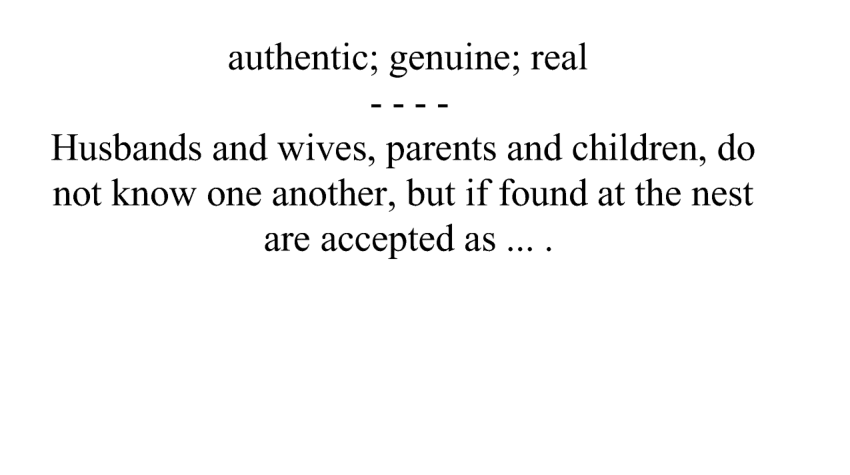 authentic; genuine; real
- - - -
Husbands and wives, parents and children, do
not know one another, but if found at the nest
are accepted as ... .